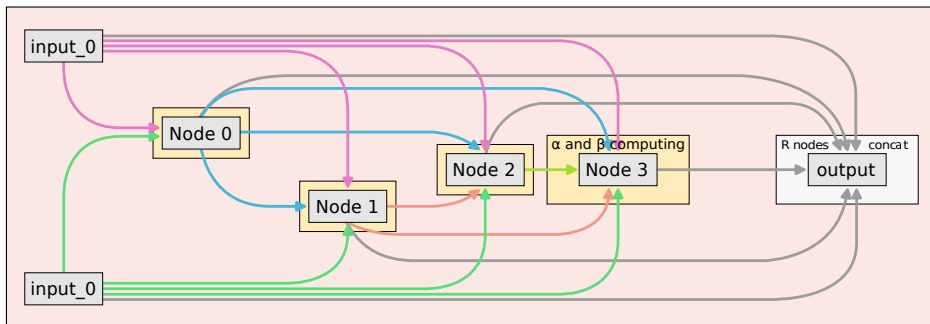 input_0
Node 0
α and β computing
Node 2
Node 3
R nodes concat
output
Node 1
input_0